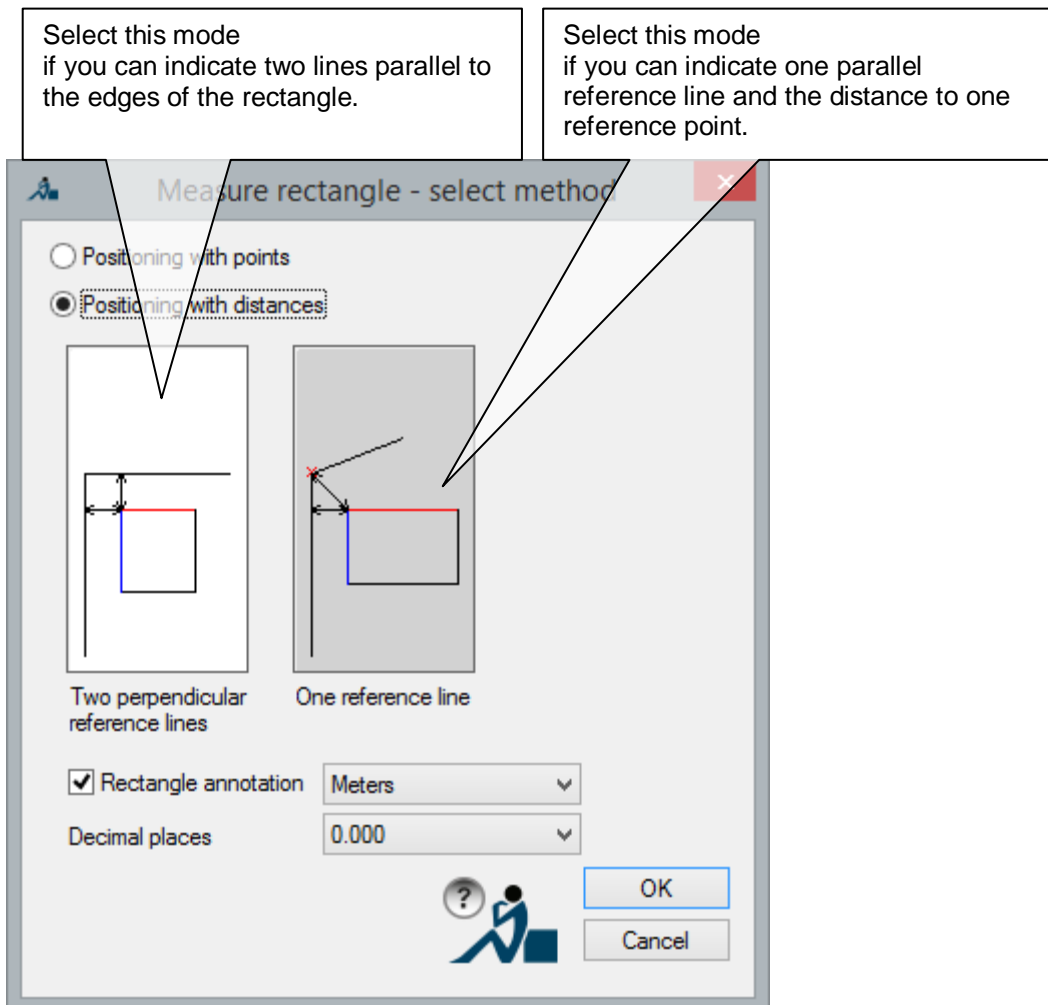 Select this mode
if you can indicate two lines parallel to
the edges of the rectangle.
Select this mode
if you can indicate one parallel
reference line and the distance to one
reference point.
Measure rectangle - select method
Positioning with points
Positioning with distances
Two perpendicular
reference lines
One reference line
Rectangle annotation
Meters
Decimal places
0.000
?
OK
Cancel